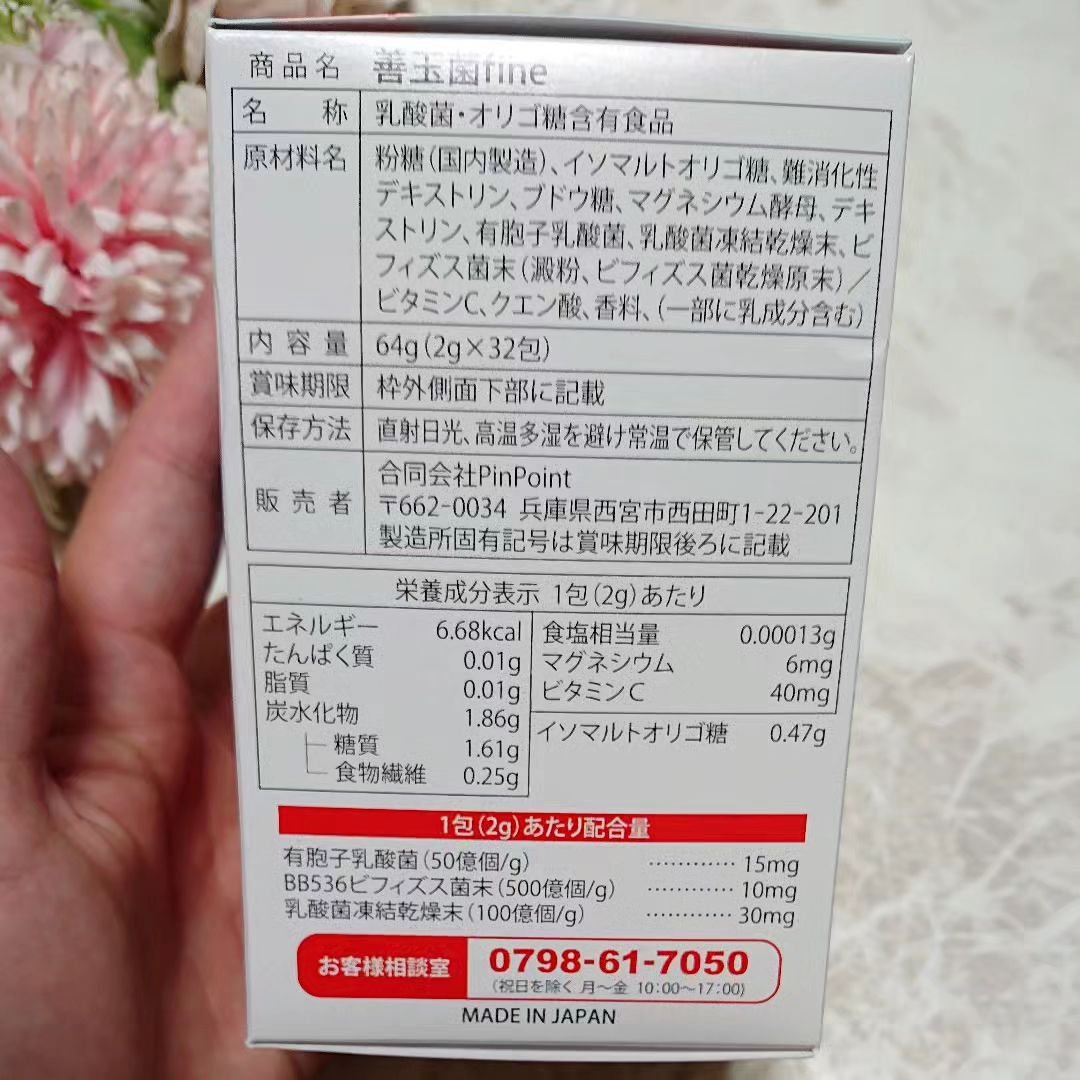 商品名 善玉菌fine
名称 乳酸菌・オリゴ糖含有食品
原材料名 粉糖(国内製造)、イソマルトオリゴ糖、難消化性
デキストリン、ブドウ糖、マグネシウム酵母、デキ
ストリン、有胞子乳酸菌、乳酸菌凍結乾燥末、ビ
フィズス菌末(澱粉、ビフィズス菌乾燥原末)/
ビタミンC、クエン酸、香料、(一部に乳成分含む)
内容量 64g(2g×32包)
賞味期限 枠外側面下部に記載
保存方法 直射日光、高温多湿を避け常温で保管してください。
販売者 合同会社PinPoint
〒662-0034 兵庫県西宮市西田町1-22-201
製造所固有記号は賞味期限後ろに記載
栄養成分表示 1包(2g)あたり
エネルギー 6.68kcal
たんぱく質 0.01g
脂質 0.01g
炭水化物 1.86g
糖質 1.61g
食物繊維 0.25g
食塩相当量 0.00013g
マグネシウム 6mg
ビタミンC 40mg
イソマルトオリゴ糖 0.47g
1包(2g)あたり配合量
有胞子乳酸菌(50億個/g) ………… 15mg
BB536ビフィズス菌末(500億個/g) ………… 10mg
乳酸菌凍結乾燥末(100億個/g) ………… 30mg
お客様相談室 0798-61-7050
(祝日を除く 月～金 10:00～17:00)
MADE IN JAPAN